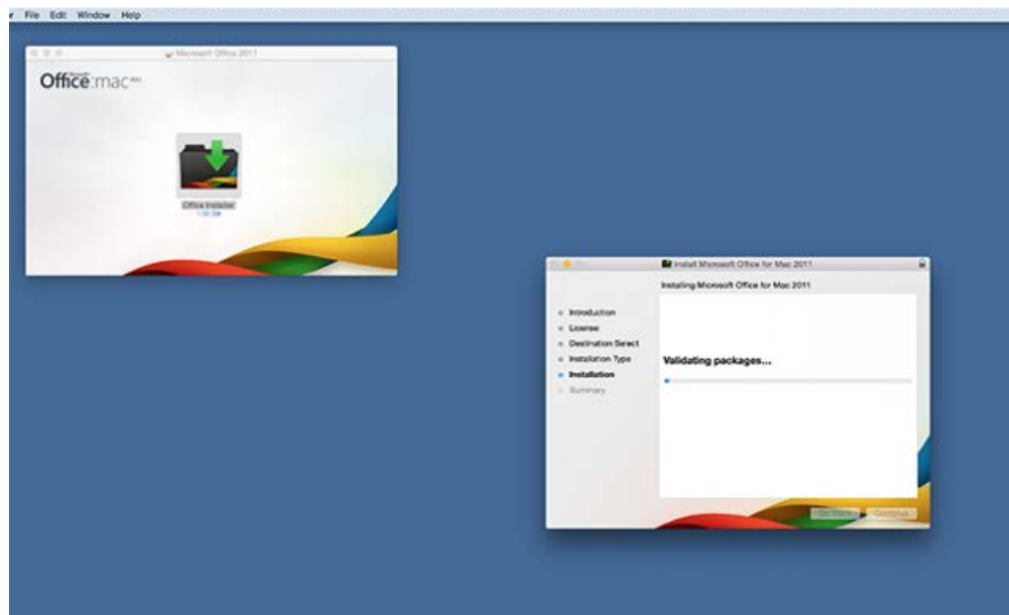 File Edit Window Help
Microsoft Office 2011
Office:mac 2011
Office Installer
Install Microsoft Office for Mac 2011
Installing Microsoft Office for Mac 2011
Introduction
License
Destination Select
Installation Type
Installation
Summary
Validating packages...
Go Back Continue